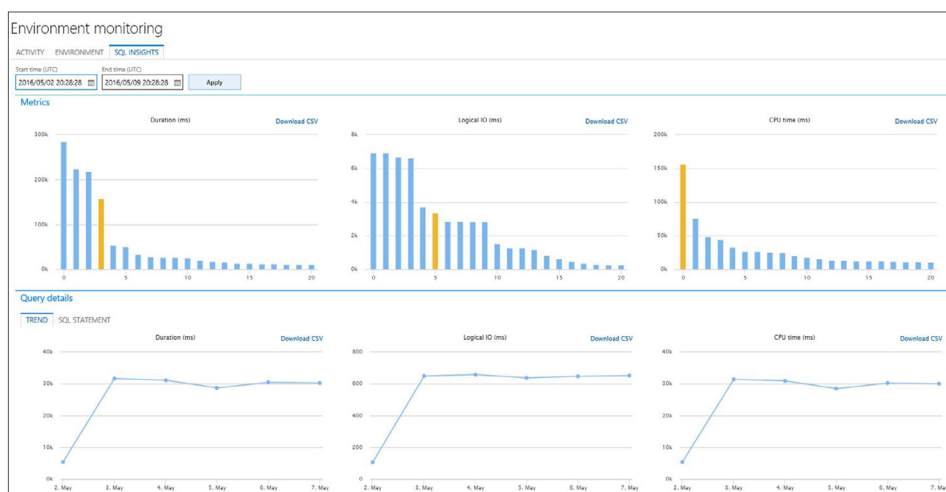 Environment monitoring
ACTIVITY ENVIRONMENT SQL INSIGHTS
Start time (UTC) End time (UTC)
2016/05/02 20:28:28 2016/05/09 20:28:28 Apply
Metrics
Duration (ms) Download CSV Logical IO (ms) Download CSV CPU time (ms) Download CSV
300k 8k 200k
6k 150k
200k
4k 100k
100k
2k 50k
0k 0k 0k
0 5 10 15 20 0 5 10 15 20 0 5 10 15 20
Query details
TREND SQL STATEMENT
Duration (ms) Download CSV Logical IO (ms) Download CSV CPU time (ms) Download CSV
40k 800 40k
30k 600 30k
20k 400 20k
10k 200 10k
0k 0 0k
2. May 3. May 4. May 5. May 6. May 7. May 2. May 3. May 4. May 5. May 6. May 7. May 2. May 3. May 4. May 5. May 6. May 7. May